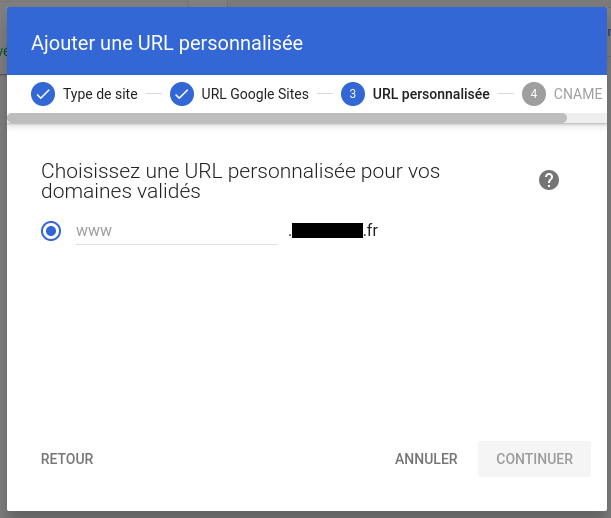 Ajouter une URL personnalisée
Type de site URL Google Sites 3 URL personnalisée 4 CNAME
Choisissez une URL personnalisée pour vos
domaines validés
?
www . .fr
RETOUR ANNULER CONTINUER